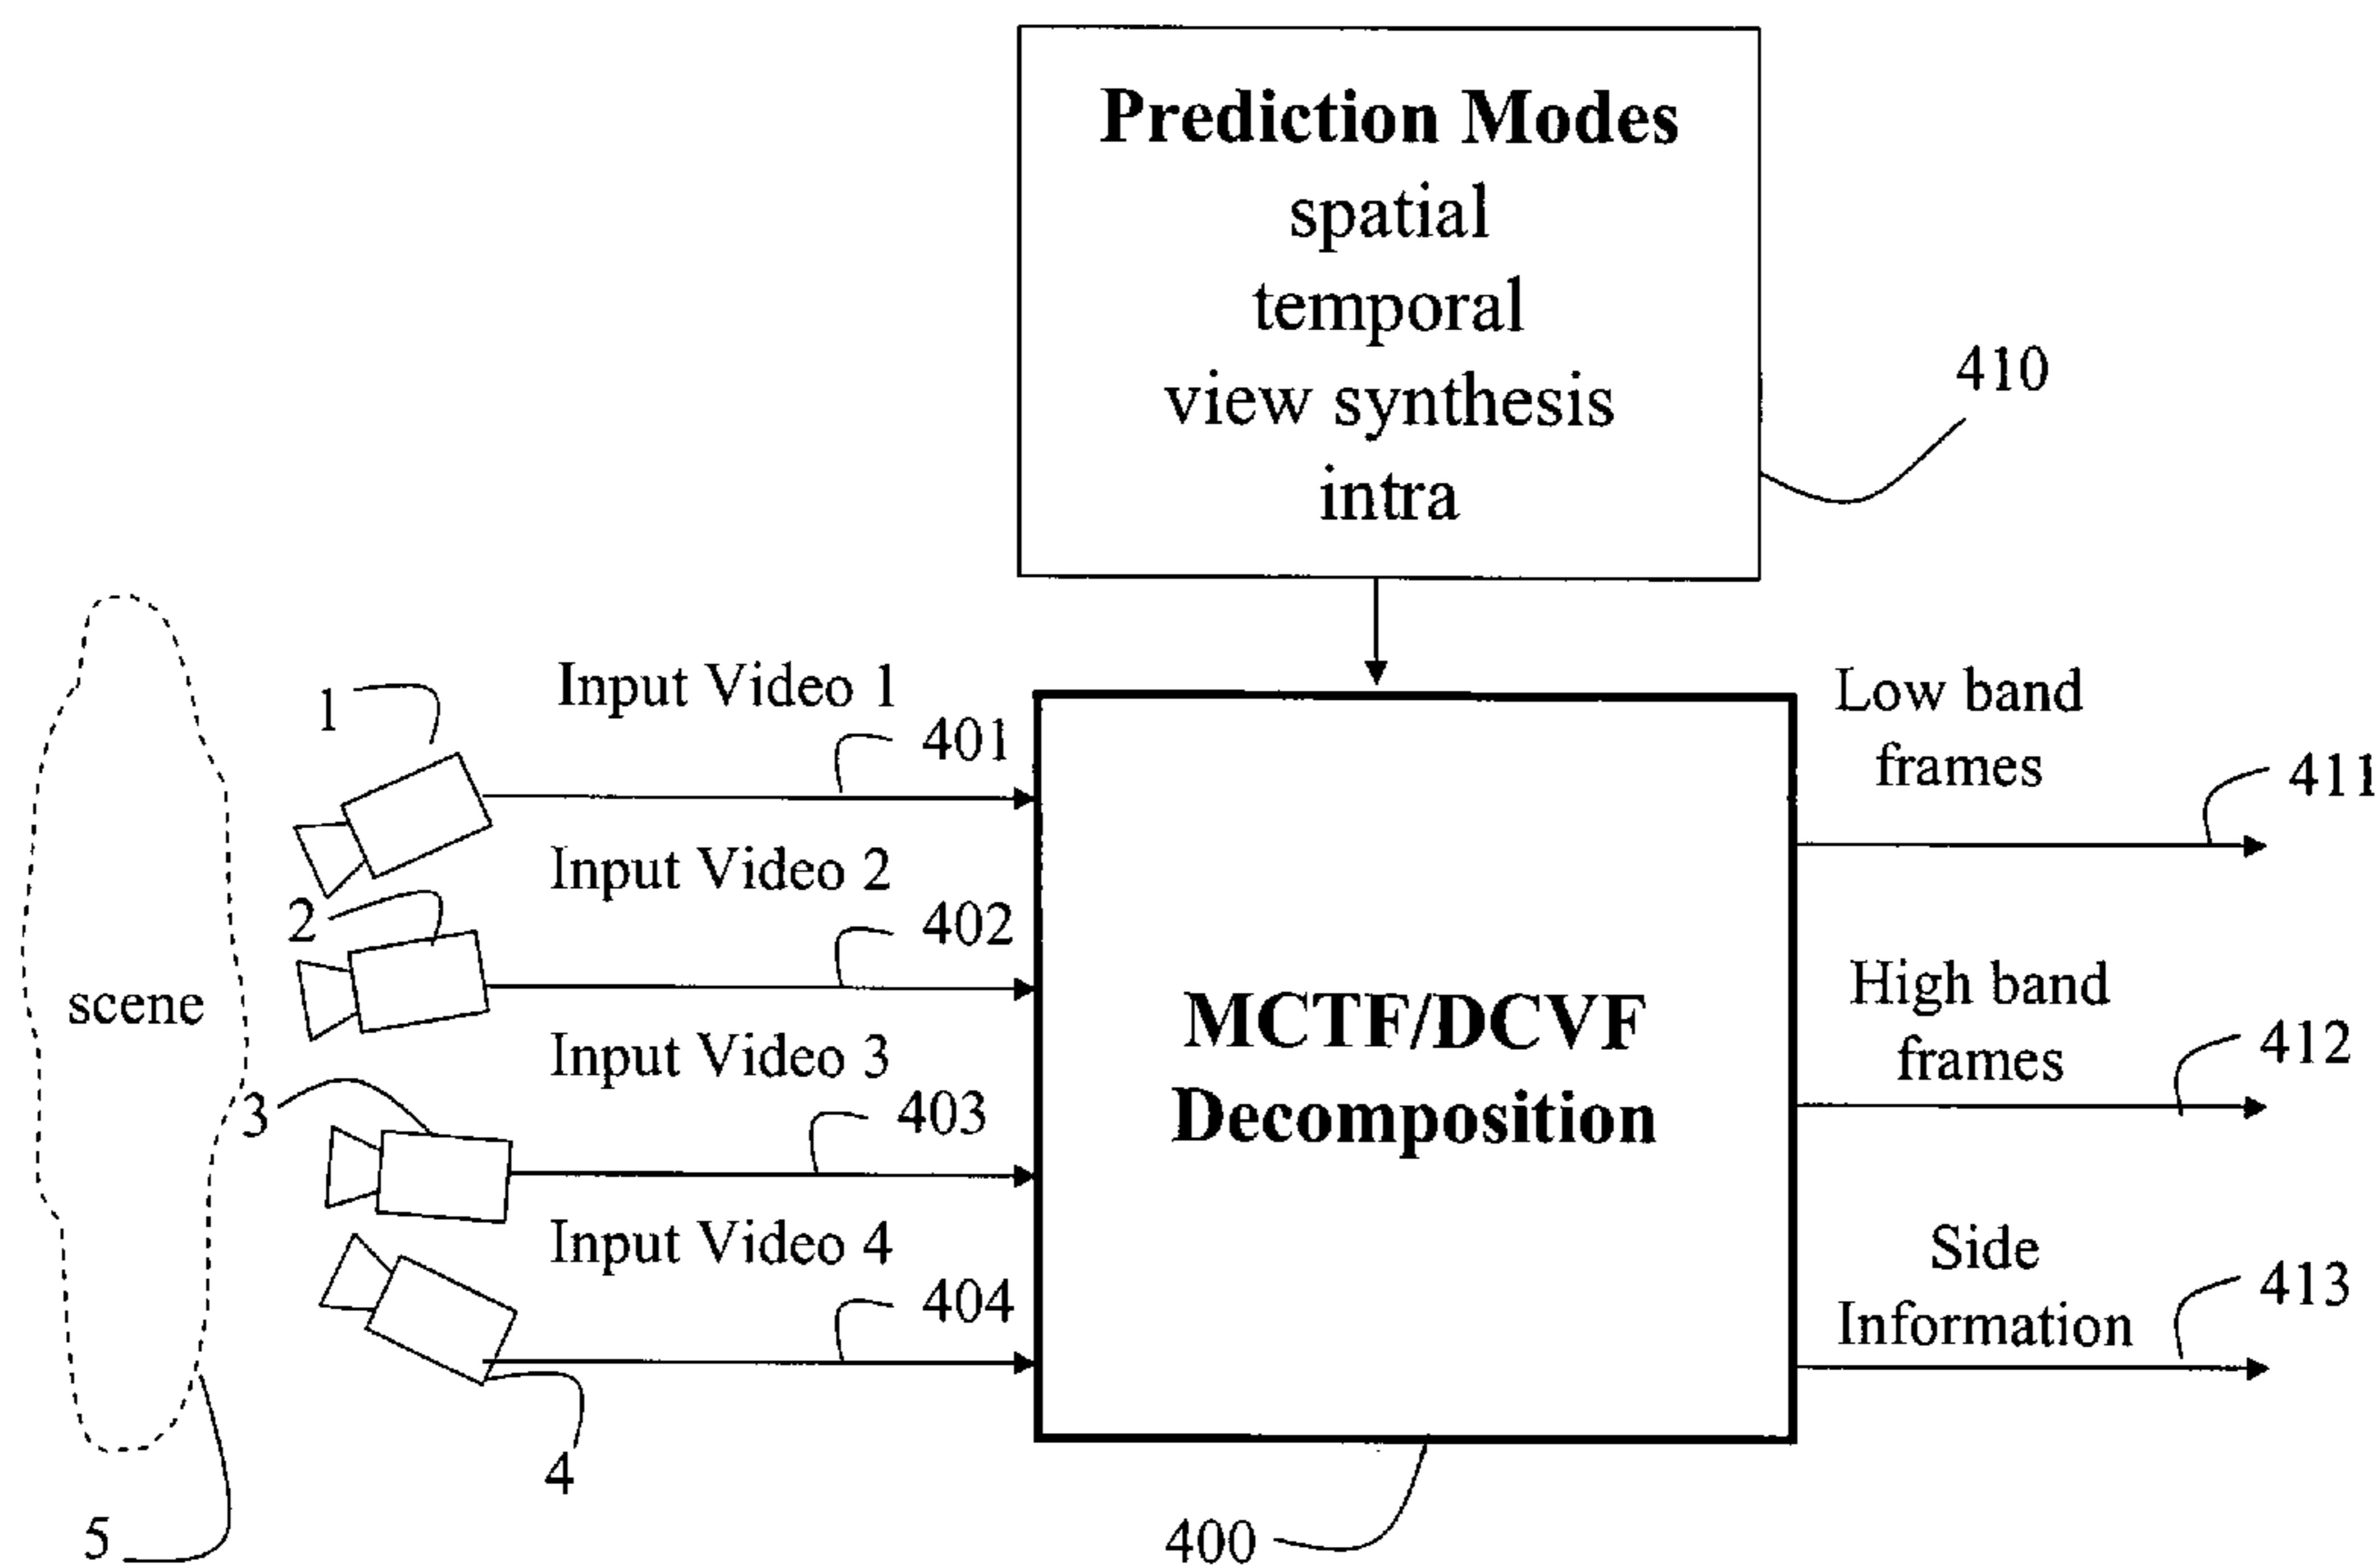 Prediction Modes
spatial
temporal
view synthesis
intra
410
1
Input Video 1
401
Low band
frames
411
2
Input Video 2
402
scene
MCTF/DCVF
Decomposition
High band
frames
412
3
Input Video 3
403
Input Video 4
404
Side
Information
413
4
5
400